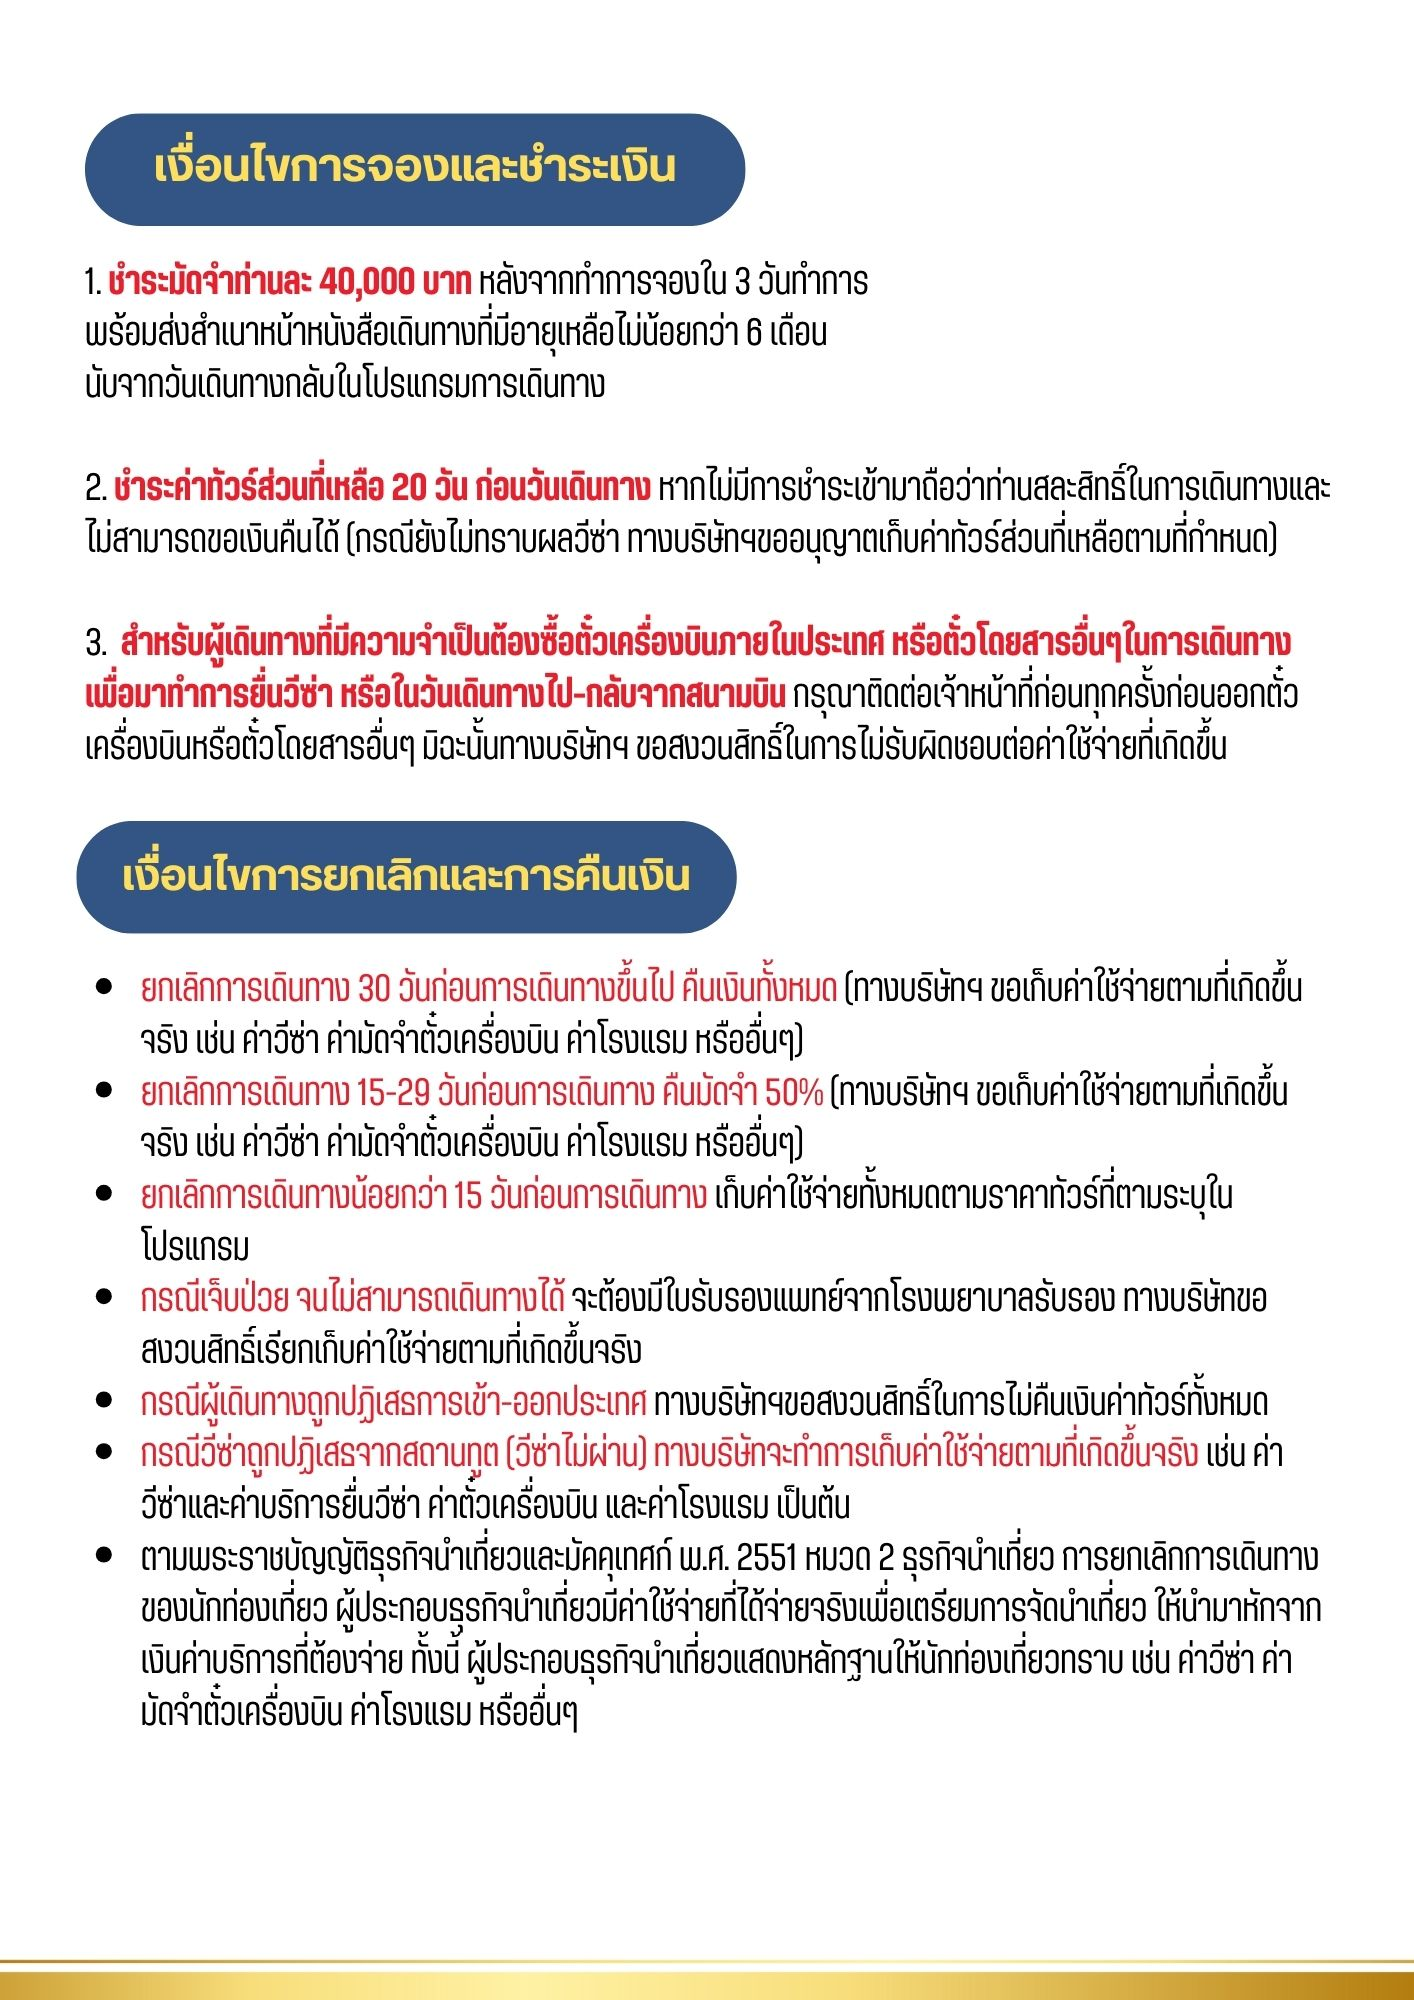 เงื่อนไขการจองและชำระเงิน
1. ชำระมัดจำท่านละ 40,000 บาท หลังจากทำการจองใน 3 วันทำการ
พร้อมส่งสำเนาหน้าหนังสือเดินทางที่มีอายุเหลือไม่น้อยกว่า 6 เดือน
นับจากวันเดินทางกลับในโปรแกรมการเดินทาง
2. ชำระค่าทัวร์ส่วนที่เหลือ 20 วัน ก่อนวันเดินทาง หากไม่มีการชำระเข้ามาถือว่าท่านสละสิทธิ์ในการเดินทางและ
ไม่สามารถขอเงินคืนได้ (กรณียังไม่ทราบผลวีซ่า ทางบริษัทฯขออนุญาตเก็บค่าทัวร์ส่วนที่เหลือตามที่กำหนด)
3. สำหรับผู้เดินทางที่มีความจำเป็นต้องซื้อตั๋วเครื่องบินภายในประเทศ หรือตั๋วโดยสารอื่นๆในการเดินทาง
เพื่อมาทำการยื่นวีซ่า หรือในวันเดินทางไป-กลับจากสนามบิน กรุณาติดต่อเจ้าหน้าที่ก่อนทุกครั้งก่อนออกตั๋ว
เครื่องบินหรือตั๋วโดยสารอื่นๆ มิฉะนั้นทางบริษัทฯ ขอสงวนสิทธิ์ในการไม่รับผิดชอบต่อค่าใช้จ่ายที่เกิดขึ้น
เงื่อนไขการยกเลิกและการคืนเงิน
• ยกเลิกการเดินทาง 30 วันก่อนการเดินทางขึ้นไป คืนเงินทั้งหมด (ทางบริษัทฯ ขอเก็บค่าใช้จ่ายตามที่เกิดขึ้น
จริง เช่น ค่าวีซ่า ค่ามัดจำตั๋วเครื่องบิน ค่าโรงแรม หรืออื่นๆ)
• ยกเลิกการเดินทาง 15-29 วันก่อนการเดินทาง คืนมัดจำ 50% (ทางบริษัทฯ ขอเก็บค่าใช้จ่ายตามที่เกิดขึ้น
จริง เช่น ค่าวีซ่า ค่ามัดจำตั๋วเครื่องบิน ค่าโรงแรม หรืออื่นๆ)
• ยกเลิกการเดินทางน้อยกว่า 15 วันก่อนการเดินทาง เก็บค่าใช้จ่ายทั้งหมดตามราคาทัวร์ที่ตามระบุใน
โปรแกรม
• กรณีเจ็บป่วย จนไม่สามารถเดินทางได้ จะต้องมีใบรับรองแพทย์จากโรงพยาบาลรับรอง ทางบริษัทขอ
สงวนสิทธิ์เรียกเก็บค่าใช้จ่ายตามที่เกิดขึ้นจริง
• กรณีผู้เดินทางถูกปฏิเสธการเข้า-ออกประเทศ ทางบริษัทฯขอสงวนสิทธิ์ในการไม่คืนเงินค่าทัวร์ทั้งหมด
• กรณีวีซ่าถูกปฏิเสธจากสถานทูต (วีซ่าไม่ผ่าน) ทางบริษัทจะทำการเก็บค่าใช้จ่ายตามที่เกิดขึ้นจริง เช่น ค่า
วีซ่าและค่าบริการยื่นวีซ่า ค่าตั๋วเครื่องบิน และค่าโรงแรม เป็นต้น
• ตามพระราชบัญญัติธุรกิจนำเที่ยวและมัคคุเทศก์ พ.ศ. 2551 หมวด 2 ธุรกิจนำเที่ยว การยกเลิกการเดินทาง
ของนักท่องเที่ยว ผู้ประกอบธุรกิจนำเที่ยวมีค่าใช้จ่ายที่ได้จ่ายจริงเพื่อเตรียมการจัดนำเที่ยว ให้นำมาหักจาก
เงินค่าบริการที่ต้องจ่าย ทั้งนี้ ผู้ประกอบธุรกิจนำเที่ยวแสดงหลักฐานให้นักท่องเที่ยวทราบ เช่น ค่าวีซ่า ค่า
มัดจำตั๋วเครื่องบิน ค่าโรงแรม หรืออื่นๆ